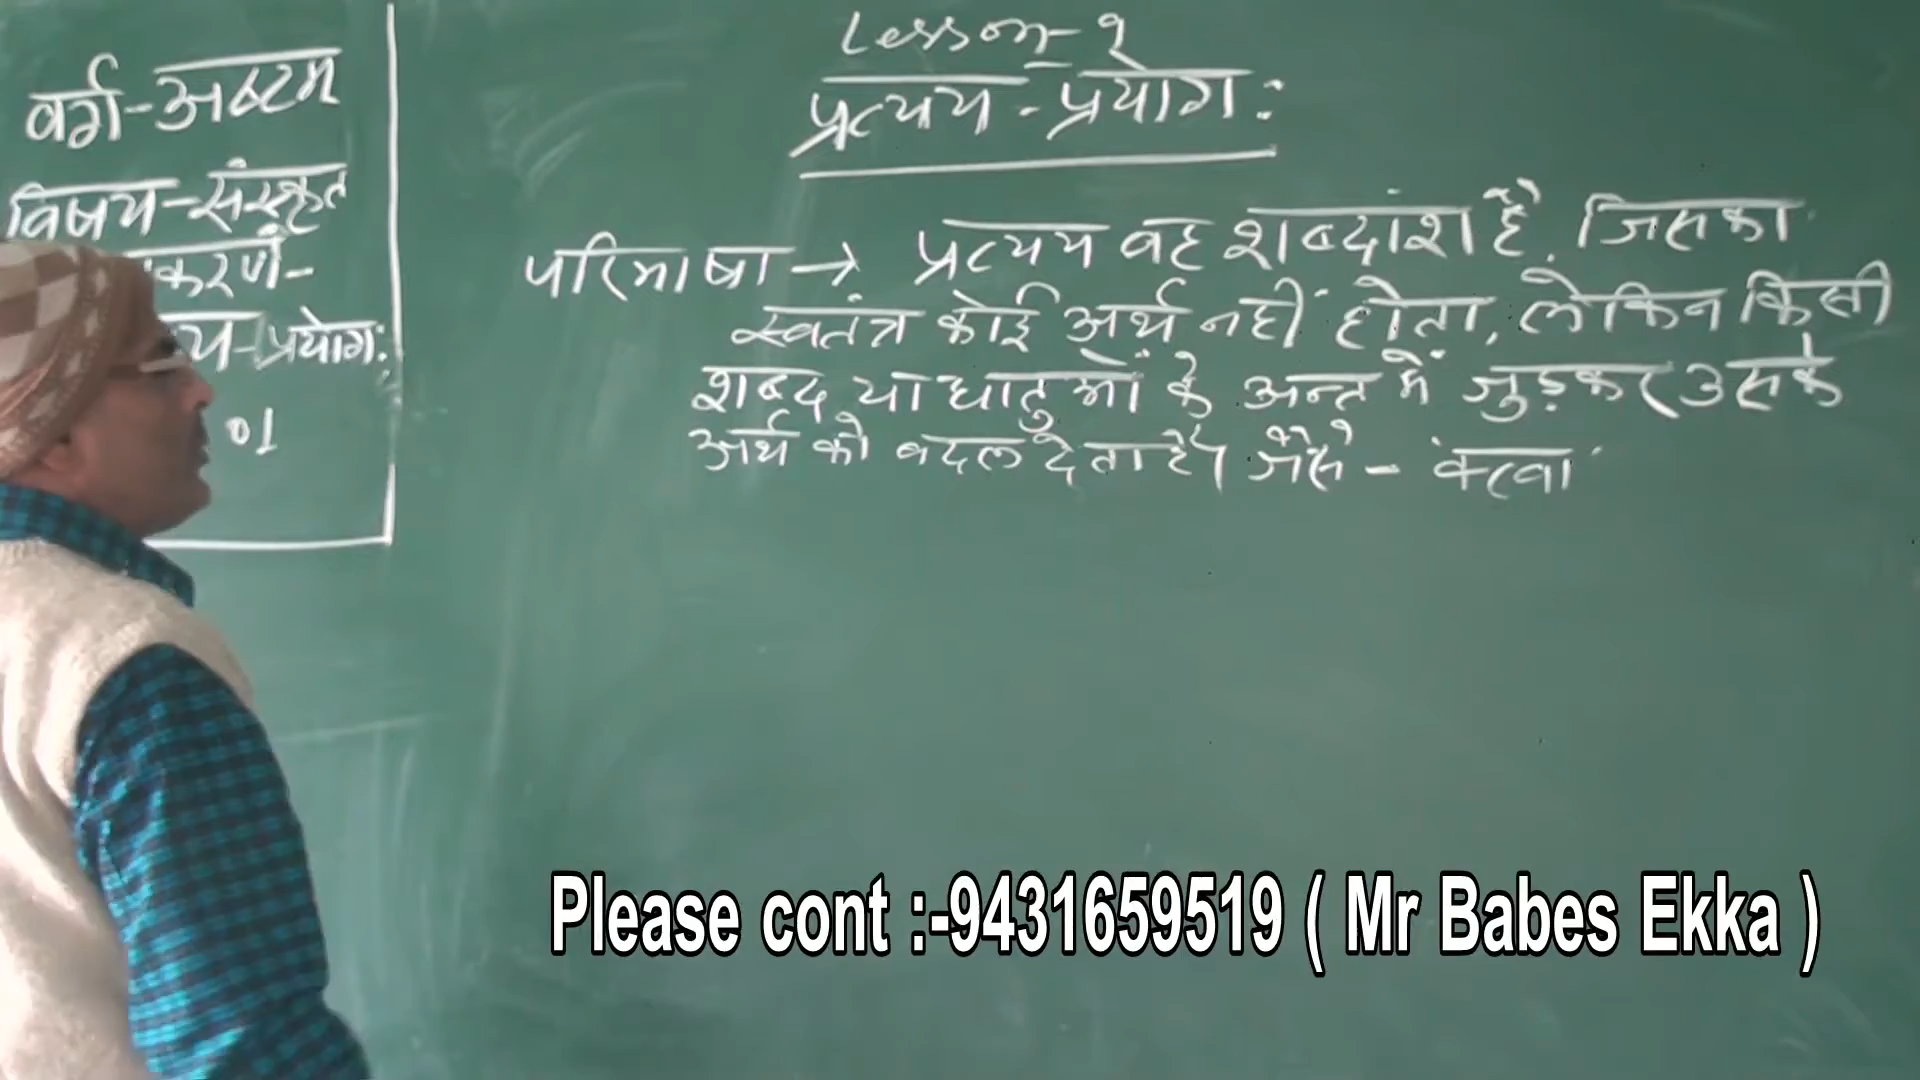 वर्ग-अष्टम
विषय-संस्कृत
करण-
य-प्रयोग:
01
Lesson-१
प्रत्यय-प्रयोग:
परिभाषा → प्रत्यय वह शब्दांश है, जिसका
स्वतंत्र कोई अर्थ नहीं होता, लेकिन किसी
शब्द या धातुओं के अन्त में जुड़कर उसके
अर्थ को बदल देता है। जैसे - क्त्वा
Please cont :-9431659519 ( Mr Babes Ekka )